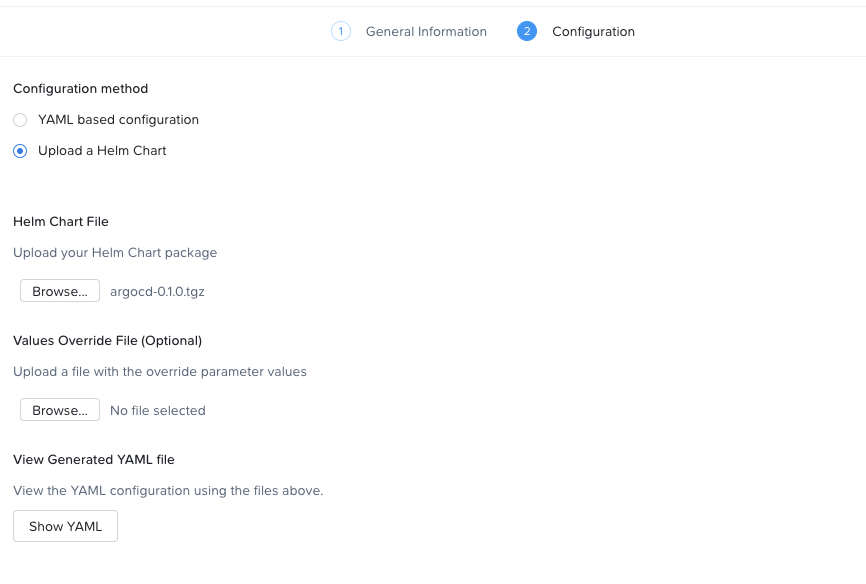 1 General Information 2 Configuration
Configuration method
YAML based configuration
Upload a Helm Chart
Helm Chart File
Upload your Helm Chart package
Browse... argocd-0.1.0.tgz
Values Override File (Optional)
Upload a file with the override parameter values
Browse... No file selected
View Generated YAML file
View the YAML configuration using the files above.
Show YAML